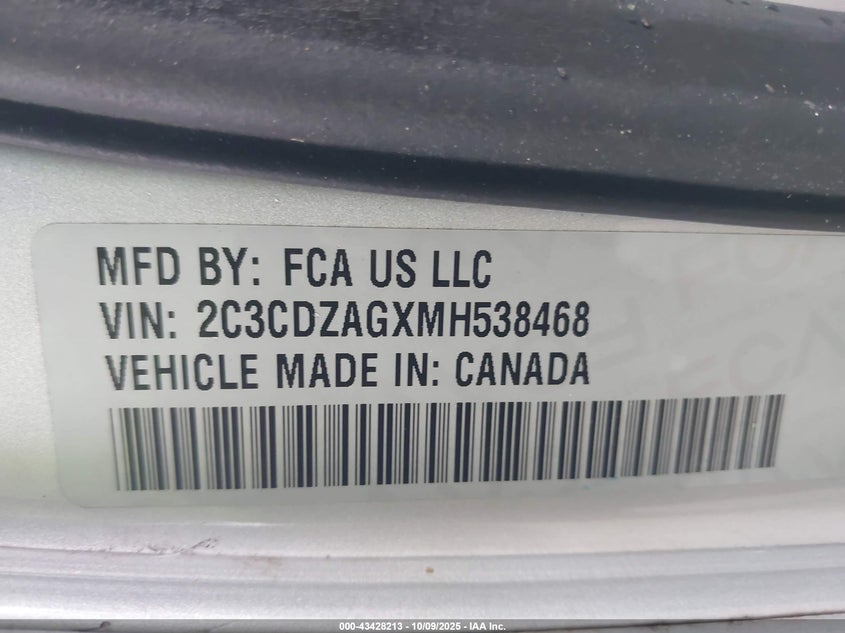 MFD BY: FCA US LLC
VIN: 2C3CDZAGXMH538468
VEHICLE MADE IN: CANADA
000-43428213 - 10/09/2025 - IAA Inc.